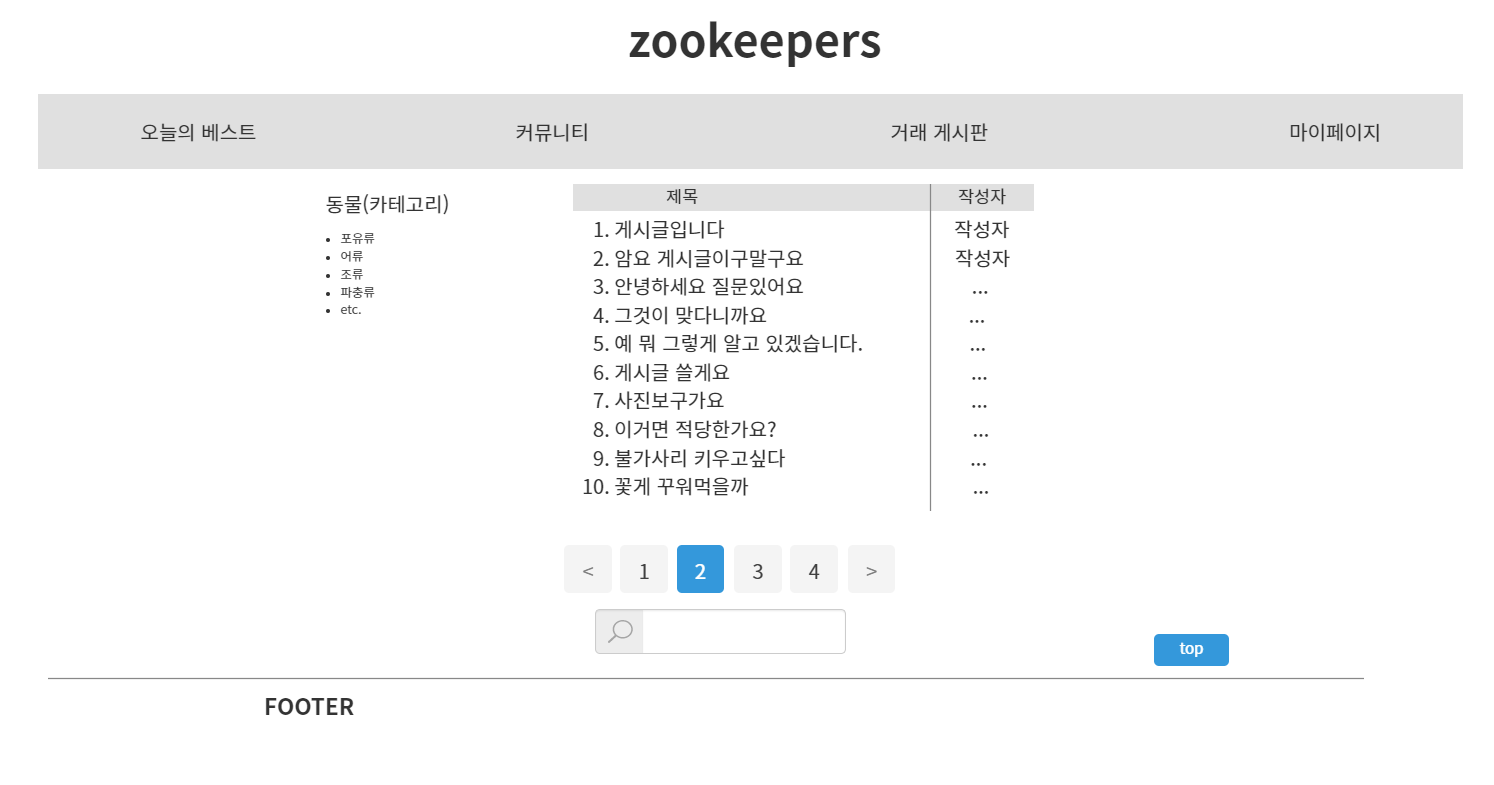 zookeepers
오늘의 베스트 커뮤니티 거래 게시판 마이페이지
동물(카테고리)
• 포유류
• 어류
• 조류
• 파충류
• etc.
제목 작성자
1. 게시글입니다 작성자
2. 암요 게시글이구말구요 작성자
3. 안녕하세요 질문있어요 ...
4. 그것이 맞다니까요 ...
5. 예 뭐 그렇게 알고 있겠습니다. ...
6. 게시글 쓸게요 ...
7. 사진보구가요 ...
8. 이거면 적당한가요? ...
9. 불가사리 키우고싶다 ...
10. 꽃게 꾸워먹을까 ...
< 1 2 3 4 >
top
FOOTER